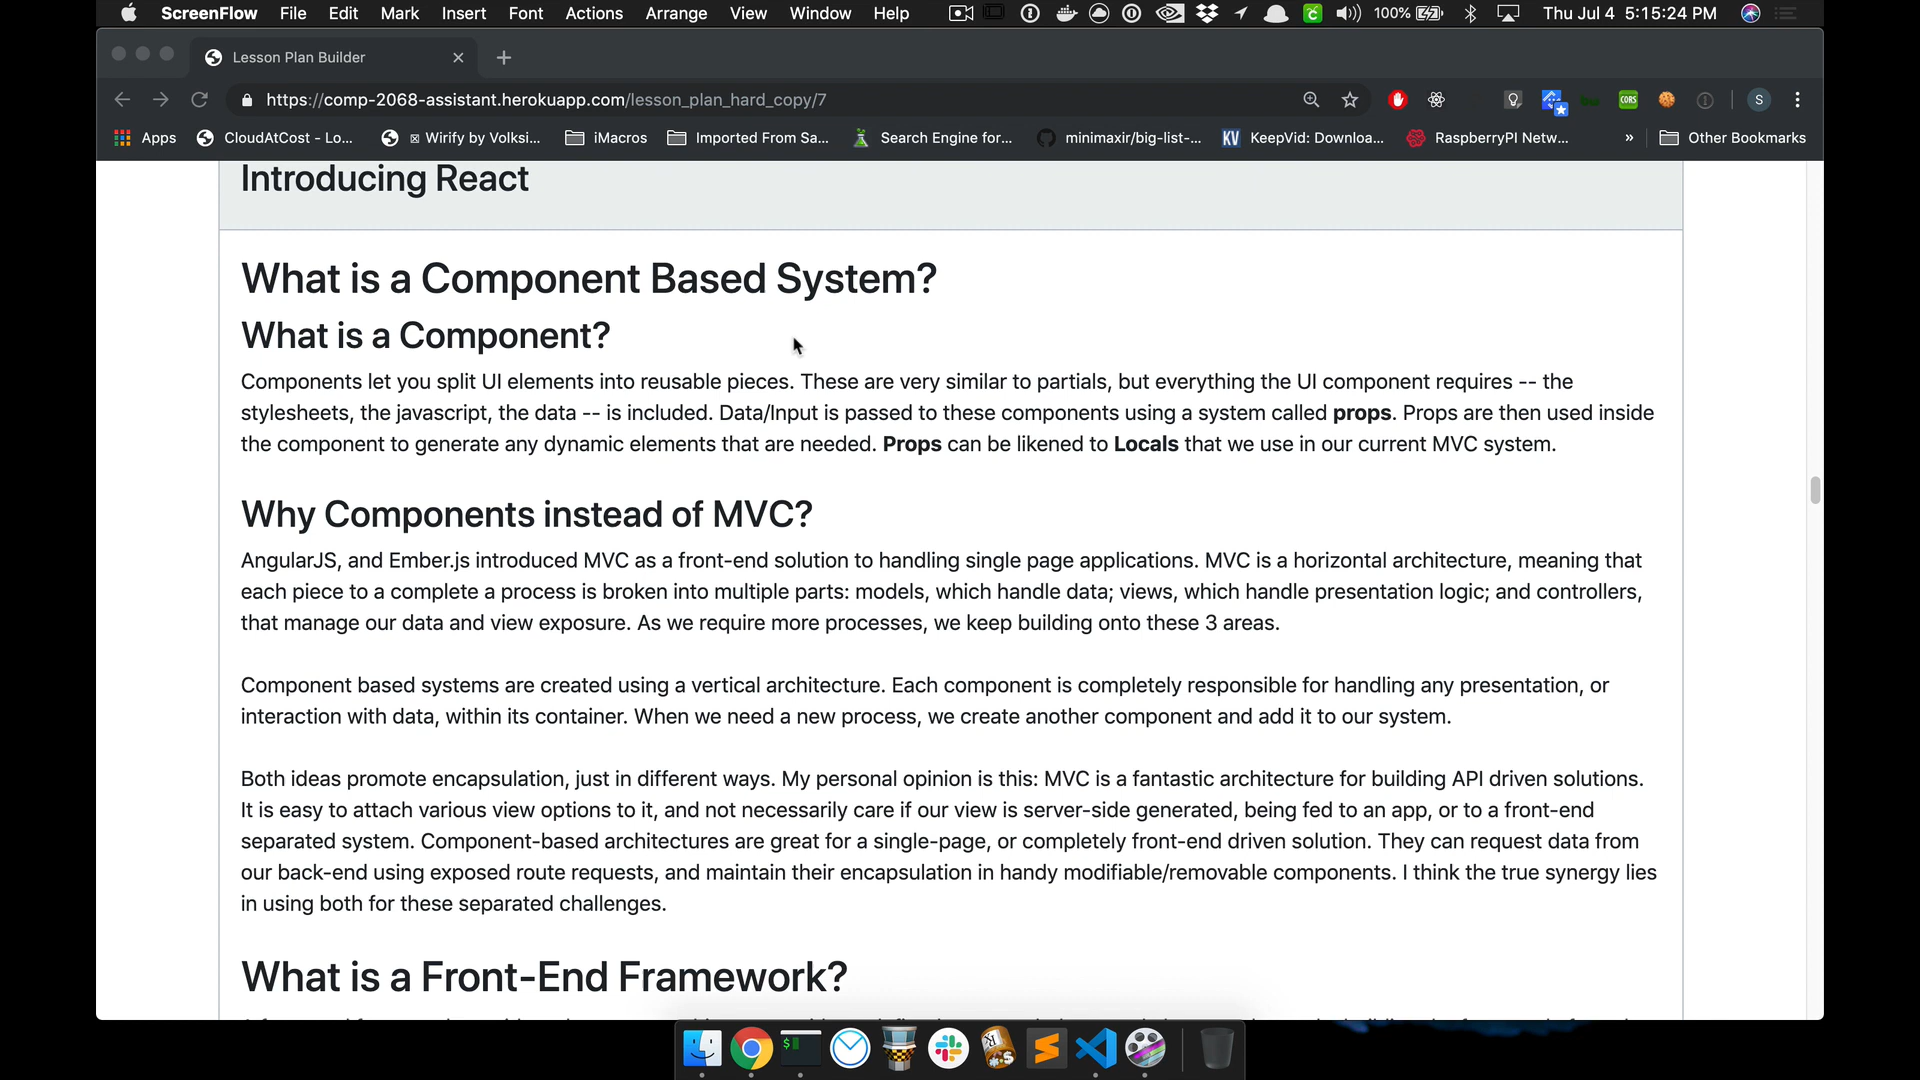 ScreenFlow File Edit Mark Insert Font Actions Arrange View Window Help 100% Thu Jul 4 5:15:24 PM
Lesson Plan Builder
https://comp-2068-assistant.herokuapp.com/lesson_plan_hard_copy/7 CORS S
Apps CloudAtCost - Lo... Wirify by Volksi... iMacros Imported From Sa... Search Engine for... minimaxir/big-list-... KV KeepVid: Downloa... RaspberryPI Netw... » Other Bookmarks
Introducing React
What is a Component Based System?
What is a Component?
Components let you split UI elements into reusable pieces. These are very similar to partials, but everything the UI component requires -- the
stylesheets, the javascript, the data -- is included. Data/Input is passed to these components using a system called props. Props are then used inside
the component to generate any dynamic elements that are needed. Props can be likened to Locals that we use in our current MVC system.
Why Components instead of MVC?
AngularJS, and Ember.js introduced MVC as a front-end solution to handling single page applications. MVC is a horizontal architecture, meaning that
each piece to a complete a process is broken into multiple parts: models, which handle data; views, which handle presentation logic; and controllers,
that manage our data and view exposure. As we require more processes, we keep building onto these 3 areas.
Component based systems are created using a vertical architecture. Each component is completely responsible for handling any presentation, or
interaction with data, within its container. When we need a new process, we create another component and add it to our system.
Both ideas promote encapsulation, just in different ways. My personal opinion is this: MVC is a fantastic architecture for building API driven solutions.
It is easy to attach various view options to it, and not necessarily care if our view is server-side generated, being fed to an app, or to a front-end
separated system. Component-based architectures are great for a single-page, or completely front-end driven solution. They can request data from
our back-end using exposed route requests, and maintain their encapsulation in handy modifiable/removable components. I think the true synergy lies
in using both for these separated challenges.
What is a Front-End Framework?